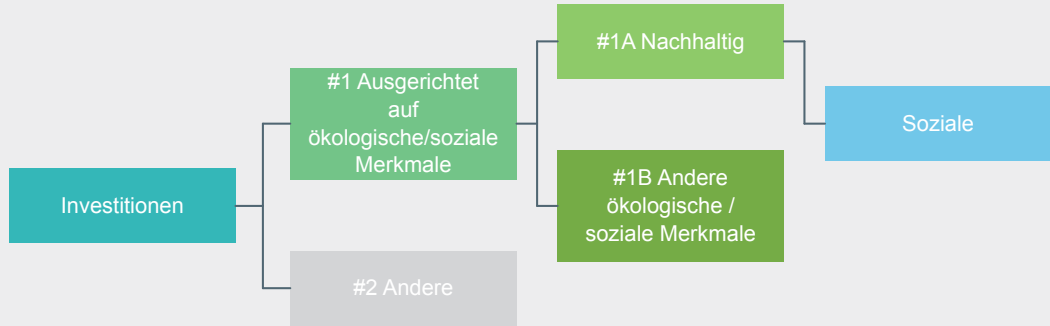 Investitionen
#1 Ausgerichtet
auf
ökologische/soziale
Merkmale
#2 Andere
#1A Nachhaltig
#1B Andere
ökologische /
soziale Merkmale
Soziale